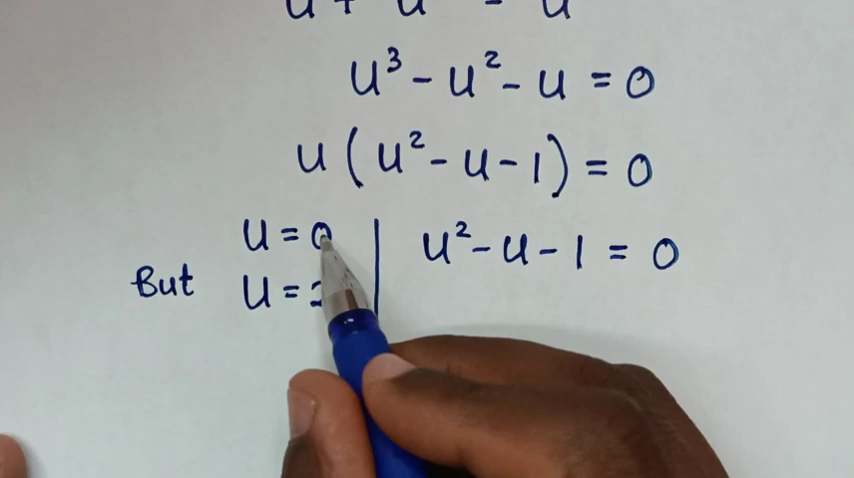 u + u = u
u³ - u² - u = 0
u(u² - u - 1) = 0
u = 0 | u² - u - 1 = 0
But u =